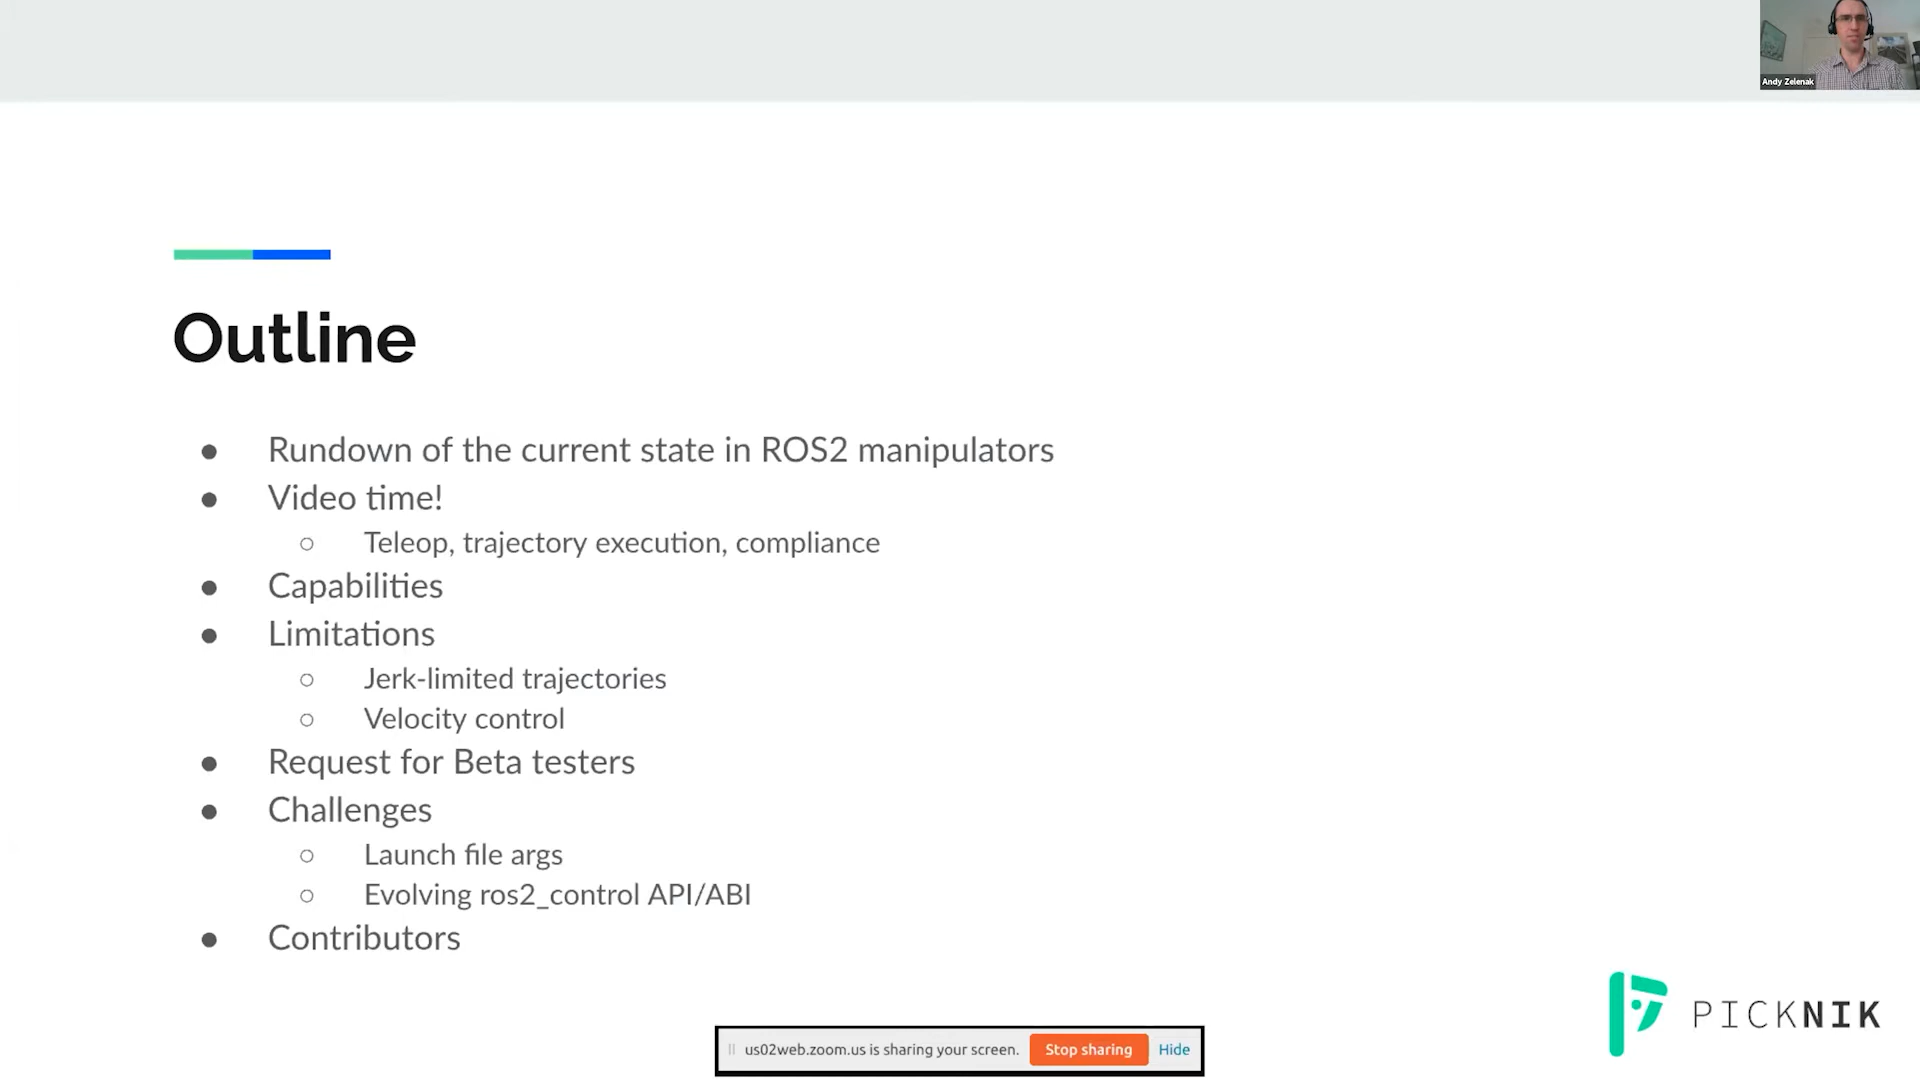 Andy Zelenak
Outline
● Rundown of the current state in ROS2 manipulators
● Video time!
○ Teleop, trajectory execution, compliance
● Capabilities
● Limitations
○ Jerk-limited trajectories
○ Velocity control
● Request for Beta testers
● Challenges
○ Launch file args
○ Evolving ros2_control API/ABI
● Contributors
PICKNIK
us02web.zoom.us is sharing your screen. Stop sharing Hide